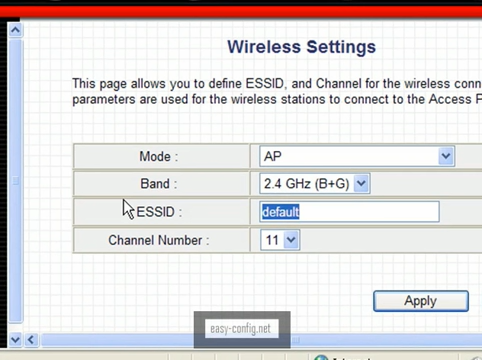 Wireless Settings
This page allows you to define ESSID, and Channel for the wireless conn
parameters are used for the wireless stations to connect to the Access P
Mode : AP
Band : 2.4 GHz (B+G)
ESSID : default
Channel Number : 11
Apply
easy-config.net